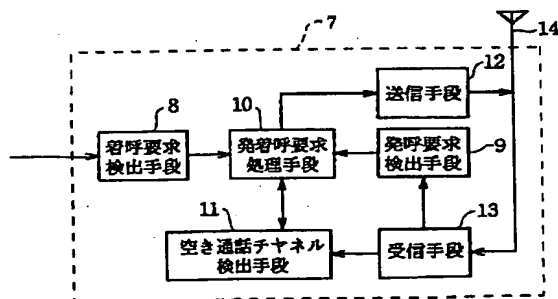 7
14
12
送信手段
8
着呼要求
検出手段
10
発着呼要求
処理手段
発呼要求
検出手段
9
11
空き通話チヤネル
検出手段
13
受信手段